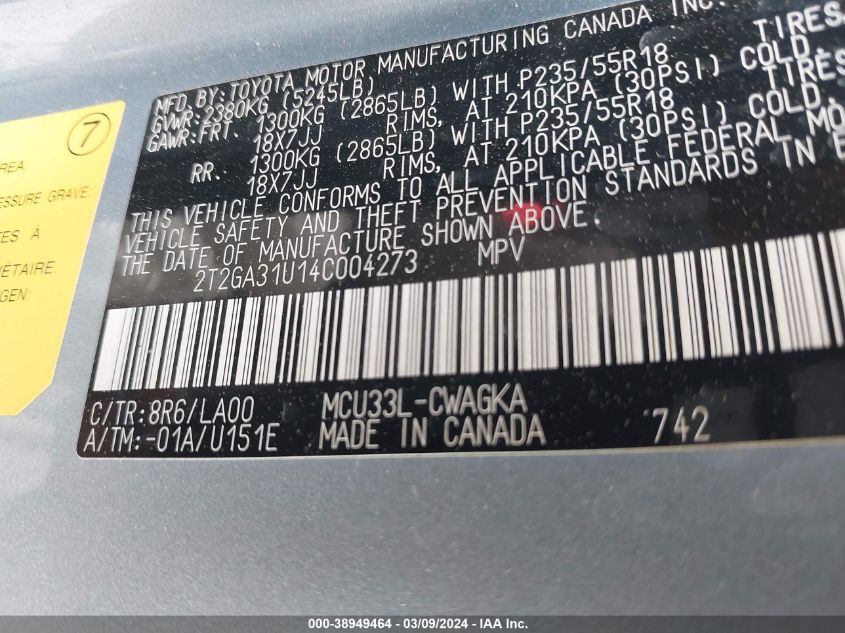 MFD. BY: TOYOTA MOTOR MANUFACTURING CANADA INC.
GVWR: 2380KG (5245LB)
GAWR: FRT 1300KG (2865LB) WITH P235/55R18 TIRES
18X7JJ RIMS, AT 210KPA (30PSI) COLD.
RR. 1300KG (2865LB) WITH P235/55R18 TIRES
18X7JJ RIMS, AT 210KPA (30PSI) COLD.
THIS VEHICLE CONFORMS TO ALL APPLICABLE FEDERAL MO
VEHICLE SAFETY AND THEFT PREVENTION STANDARDS IN E
THE DATE OF MANUFACTURE SHOWN ABOVE.
2T2GA31U14C004273 MPV
C/TR: 8R6/LA00 MCU33L-CWAGKA
A/TM: -01A/U151E MADE IN CANADA 742
7
AREA.
ESSURE GRAVE:
TES À
IÉTAIRE.
GEN:
000-38949464 - 03/09/2024 - IAA Inc.